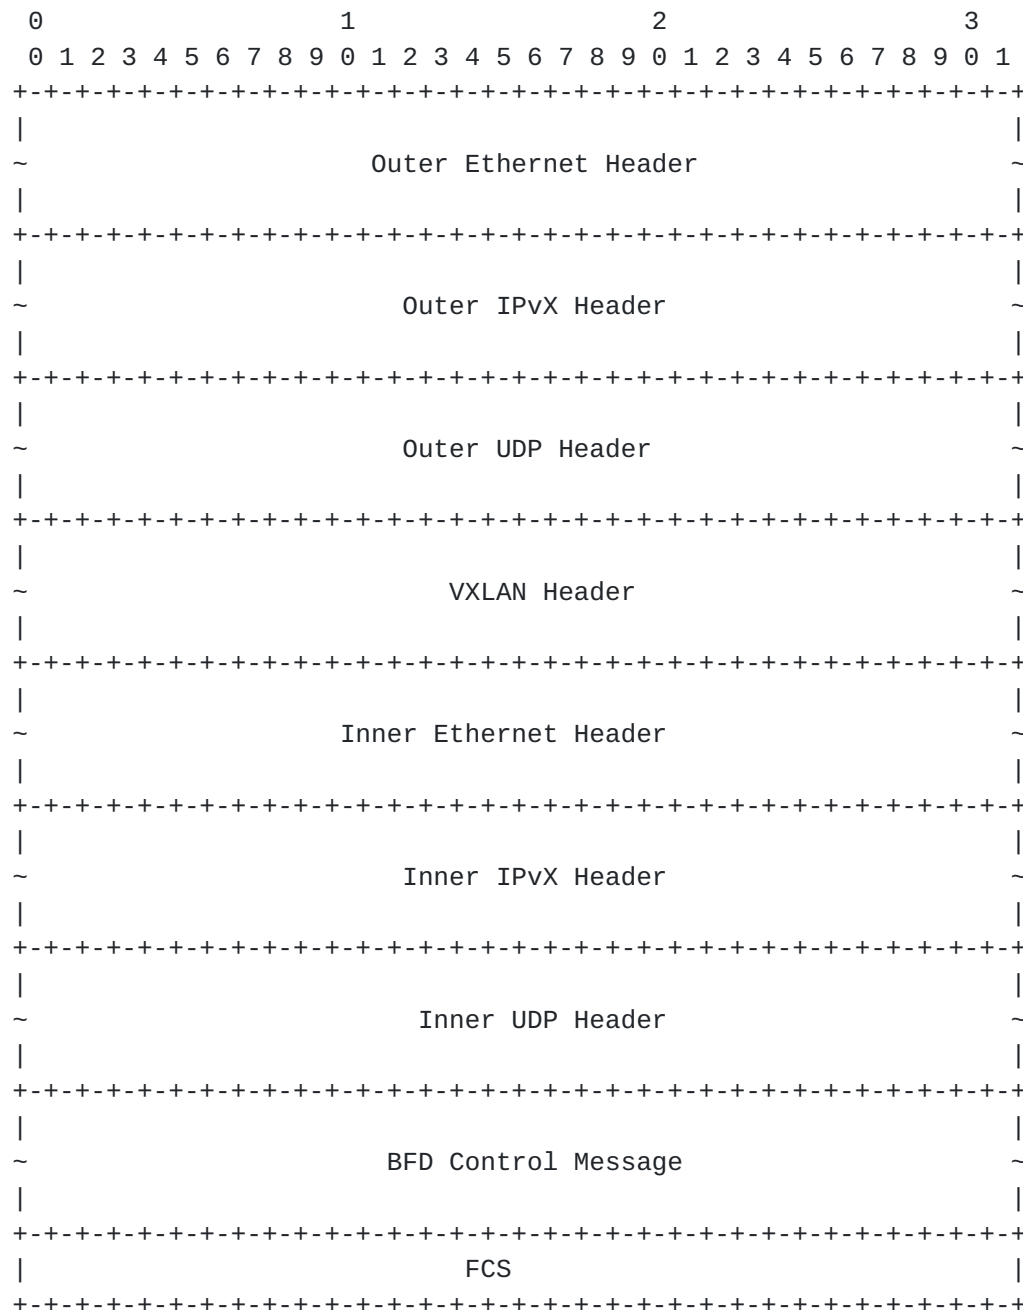 0                   1                   2                   3
 0 1 2 3 4 5 6 7 8 9 0 1 2 3 4 5 6 7 8 9 0 1 2 3 4 5 6 7 8 9 0 1
+-+-+-+-+-+-+-+-+-+-+-+-+-+-+-+-+-+-+-+-+-+-+-+-+-+-+-+-+-+-+-+-+
|                                                               |
~                      Outer Ethernet Header                    ~
|                                                               |
+-+-+-+-+-+-+-+-+-+-+-+-+-+-+-+-+-+-+-+-+-+-+-+-+-+-+-+-+-+-+-+-+
|                                                               |
~                        Outer IPvX Header                      ~
|                                                               |
+-+-+-+-+-+-+-+-+-+-+-+-+-+-+-+-+-+-+-+-+-+-+-+-+-+-+-+-+-+-+-+-+
|                                                               |
~                        Outer UDP Header                       ~
|                                                               |
+-+-+-+-+-+-+-+-+-+-+-+-+-+-+-+-+-+-+-+-+-+-+-+-+-+-+-+-+-+-+-+-+
|                                                               |
~                           VXLAN Header                        ~
|                                                               |
+-+-+-+-+-+-+-+-+-+-+-+-+-+-+-+-+-+-+-+-+-+-+-+-+-+-+-+-+-+-+-+-+
|                                                               |
~                    Inner Ethernet Header                      ~
|                                                               |
+-+-+-+-+-+-+-+-+-+-+-+-+-+-+-+-+-+-+-+-+-+-+-+-+-+-+-+-+-+-+-+-+
|                                                               |
~                        Inner IPvX Header                      ~
|                                                               |
+-+-+-+-+-+-+-+-+-+-+-+-+-+-+-+-+-+-+-+-+-+-+-+-+-+-+-+-+-+-+-+-+
|                                                               |
~                         Inner UDP Header                      ~
|                                                               |
+-+-+-+-+-+-+-+-+-+-+-+-+-+-+-+-+-+-+-+-+-+-+-+-+-+-+-+-+-+-+-+-+
|                                                               |
~                       BFD Control Message                     ~
|                                                               |
+-+-+-+-+-+-+-+-+-+-+-+-+-+-+-+-+-+-+-+-+-+-+-+-+-+-+-+-+-+-+-+-+
|                            FCS                                |
+-+-+-+-+-+-+-+-+-+-+-+-+-+-+-+-+-+-+-+-+-+-+-+-+-+-+-+-+-+-+-+-+